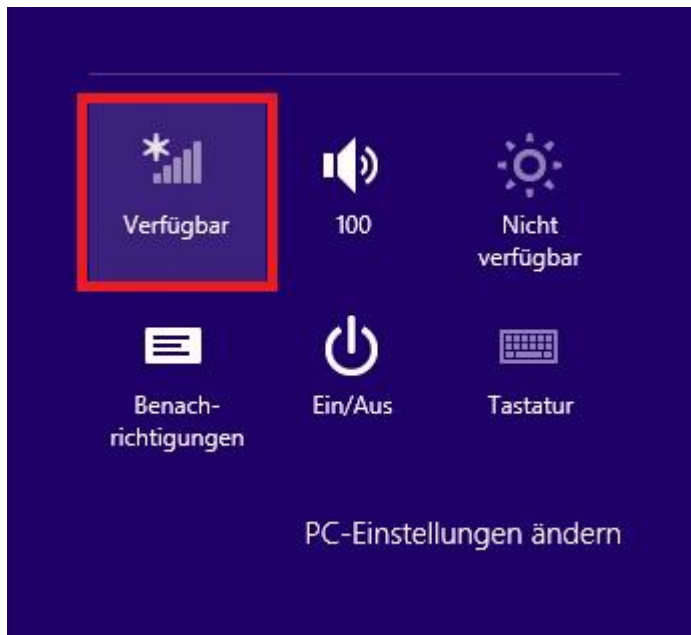 Verfügbar
100
Nicht
verfügbar
Benach-
richtigungen
Ein/Aus
Tastatur
PC-Einstellungen ändern